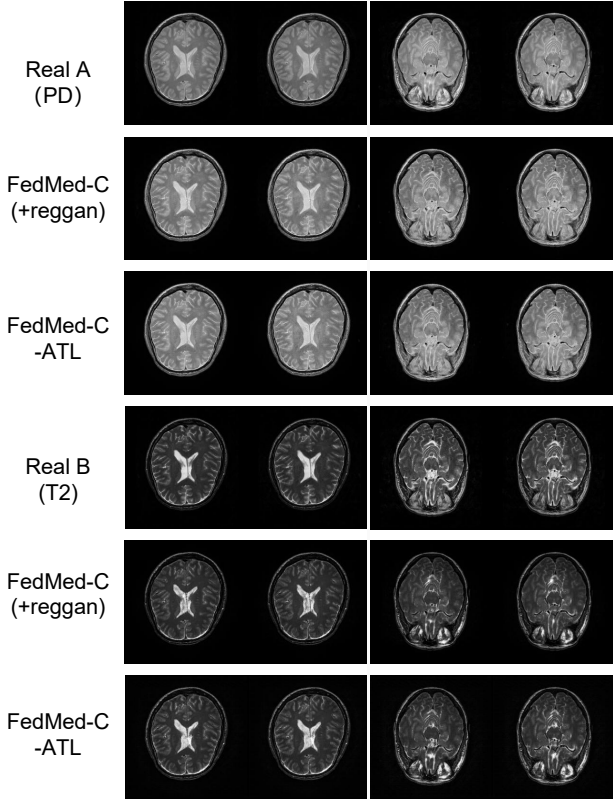 Real A
(PD)
FedMed-C
(+reggan)
FedMed-C
-ATL
Real B
(T2)
FedMed-C
(+reggan)
FedMed-C
-ATL